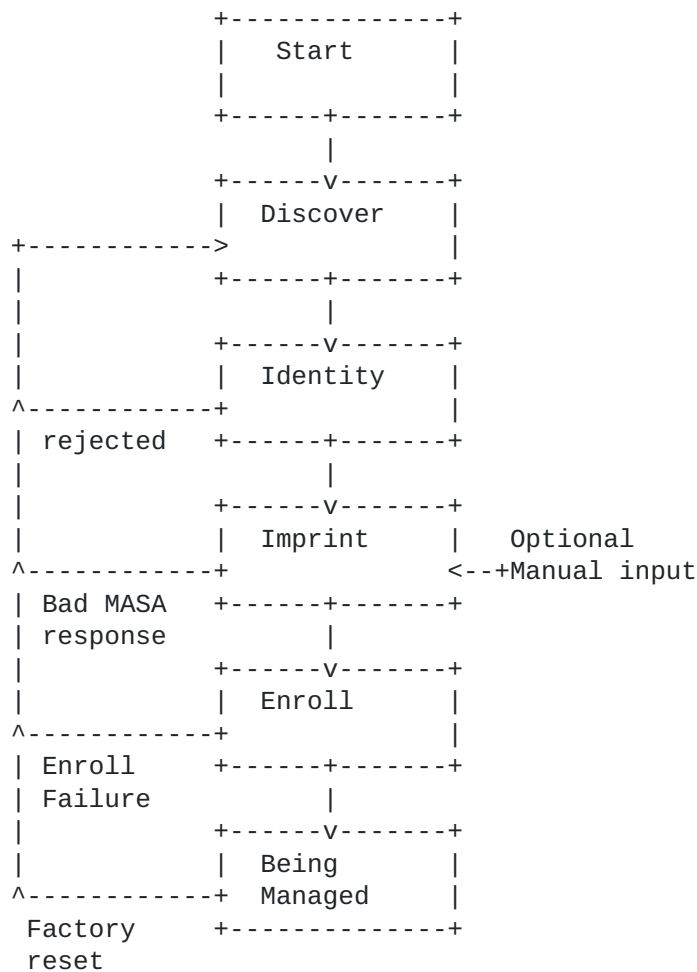 Start
Discover
Identity
rejected
Imprint
Optional
Manual input
Bad MASA
response
Enroll
Enroll
Failure
Being
Managed
Factory
reset